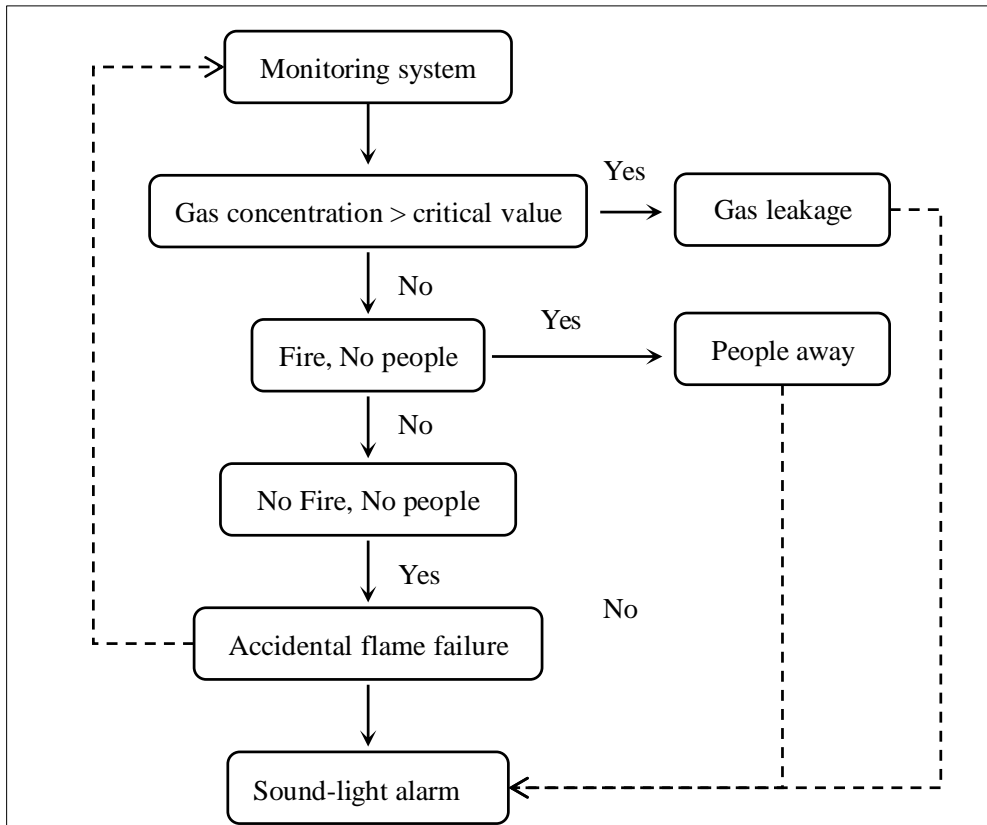 Monitoring system
Yes
Gas concentration > critical value
Gas leakage
No
Yes
Fire, No people
People away
No
No Fire, No people
Yes
No
Accidental flame failure
Sound-light alarm